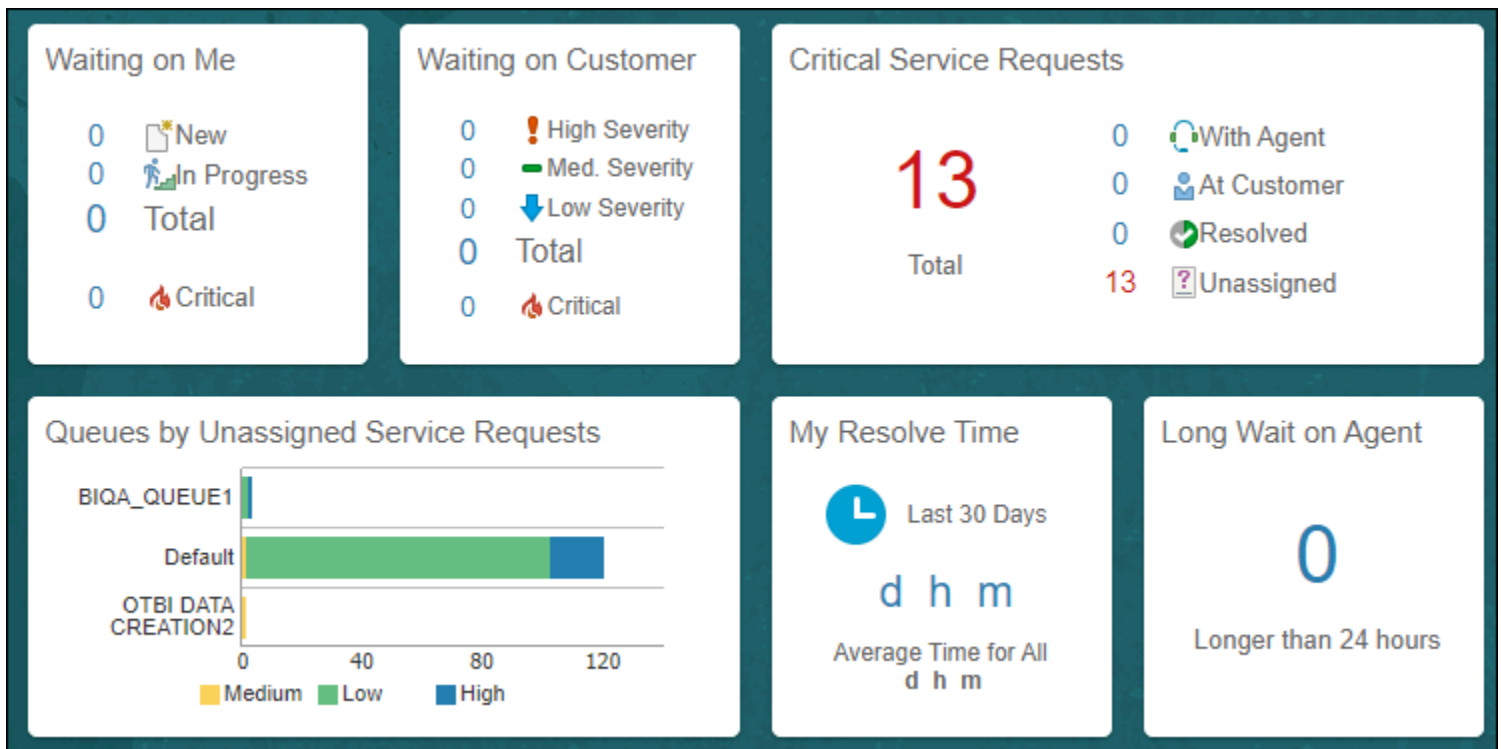 Waiting on Me
0 New
0 In Progress
0 Total
0 Critical
Waiting on Customer
0 High Severity
0 Med. Severity
0 Low Severity
0 Total
0 Critical
Critical Service Requests
13
Total
0 With Agent
0 At Customer
0 Resolved
13 ? Unassigned
Queues by Unassigned Service Requests
BIQA_QUEUE1
Default
OTBI DATA
CREATION2
0 40 80 120
Medium Low High
My Resolve Time
Last 30 Days
d h m
Average Time for All
d h m
Long Wait on Agent
0
Longer than 24 hours